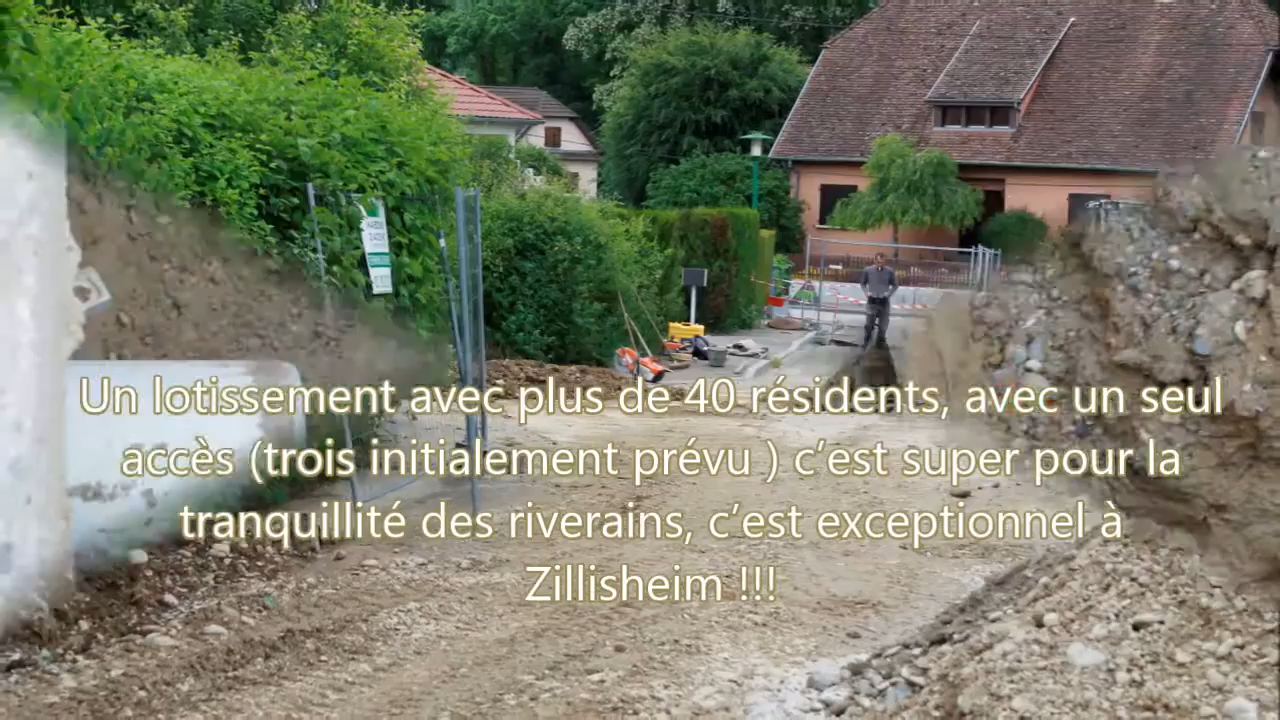 Un lotissement avec plus de 40 résidents, avec un seul
accès (trois initialement prévu ) c’est super pour la
tranquillité des riverains, c’est exceptionnel à
Zillisheim !!!